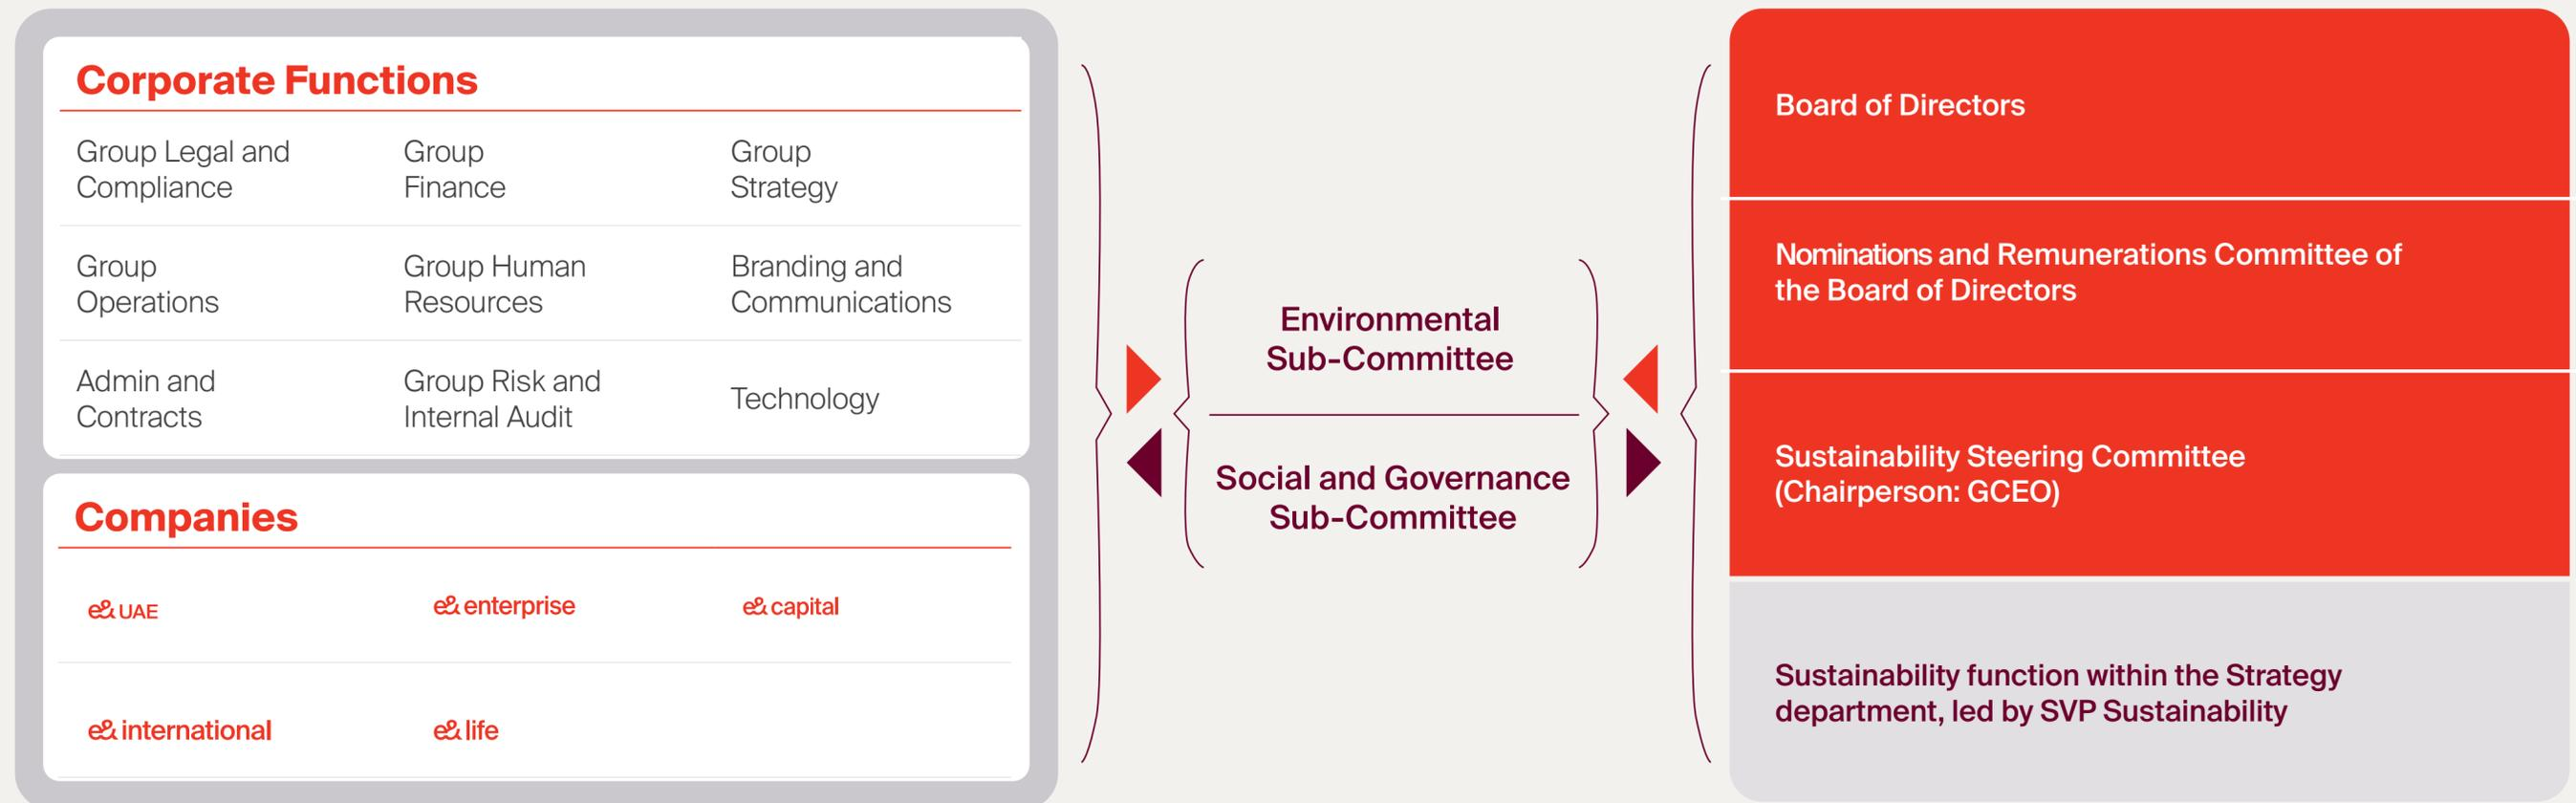 Corporate Functions
Group Legal and
Compliance
Group
Finance
Group
Strategy
Group
Operations
Group Human
Resources
Branding and
Communications
Admin and
Contracts
Group Risk and
Internal Audit
Technology
Companies
e& UAE
e& enterprise
e& capital
e& international
e& life
Environmental
Sub-Committee
Social and Governance
Sub-Committee
Board of Directors
Nominations and Remunerations Committee of
the Board of Directors
Sustainability Steering Committee
(Chairperson: GCEO)
Sustainability function within the Strategy
department, led by SVP Sustainability